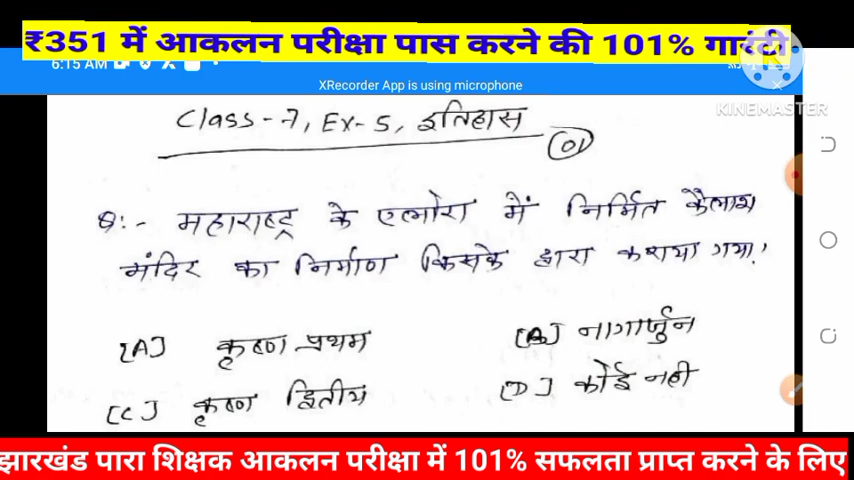 ₹351 में आकलन परीक्षा पास करने की 101% गारंटी
6:15 AM
XRecorder App is using microphone
KINEMASTER
Class-7, Ex-5, इतिहास
01
Q:- महाराष्ट्र के एलोरा में निर्मित कैलाश
मंदिर का निर्माण किसके द्वारा कराया गया?
[A] कृष्ण प्रथम
[B] नागार्जुन
[C] कृष्ण द्वितीय
[D] कोई नही
झारखंड पारा शिक्षक आकलन परीक्षा में 101% सफलता प्राप्त करने के लिए